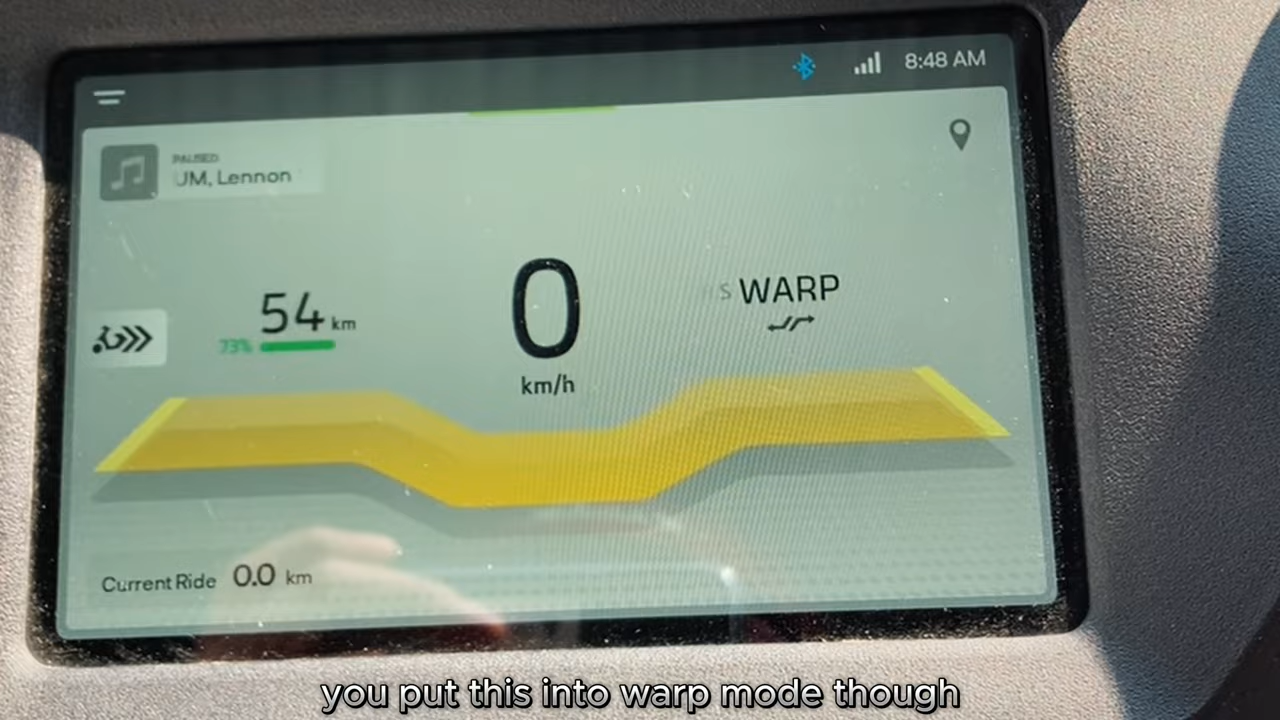 8:48 AM
PAUSED
UM, Lennon
54 km
73%
0
km/h
S WARP
Current Ride 0.0 km
you put this into warp mode though